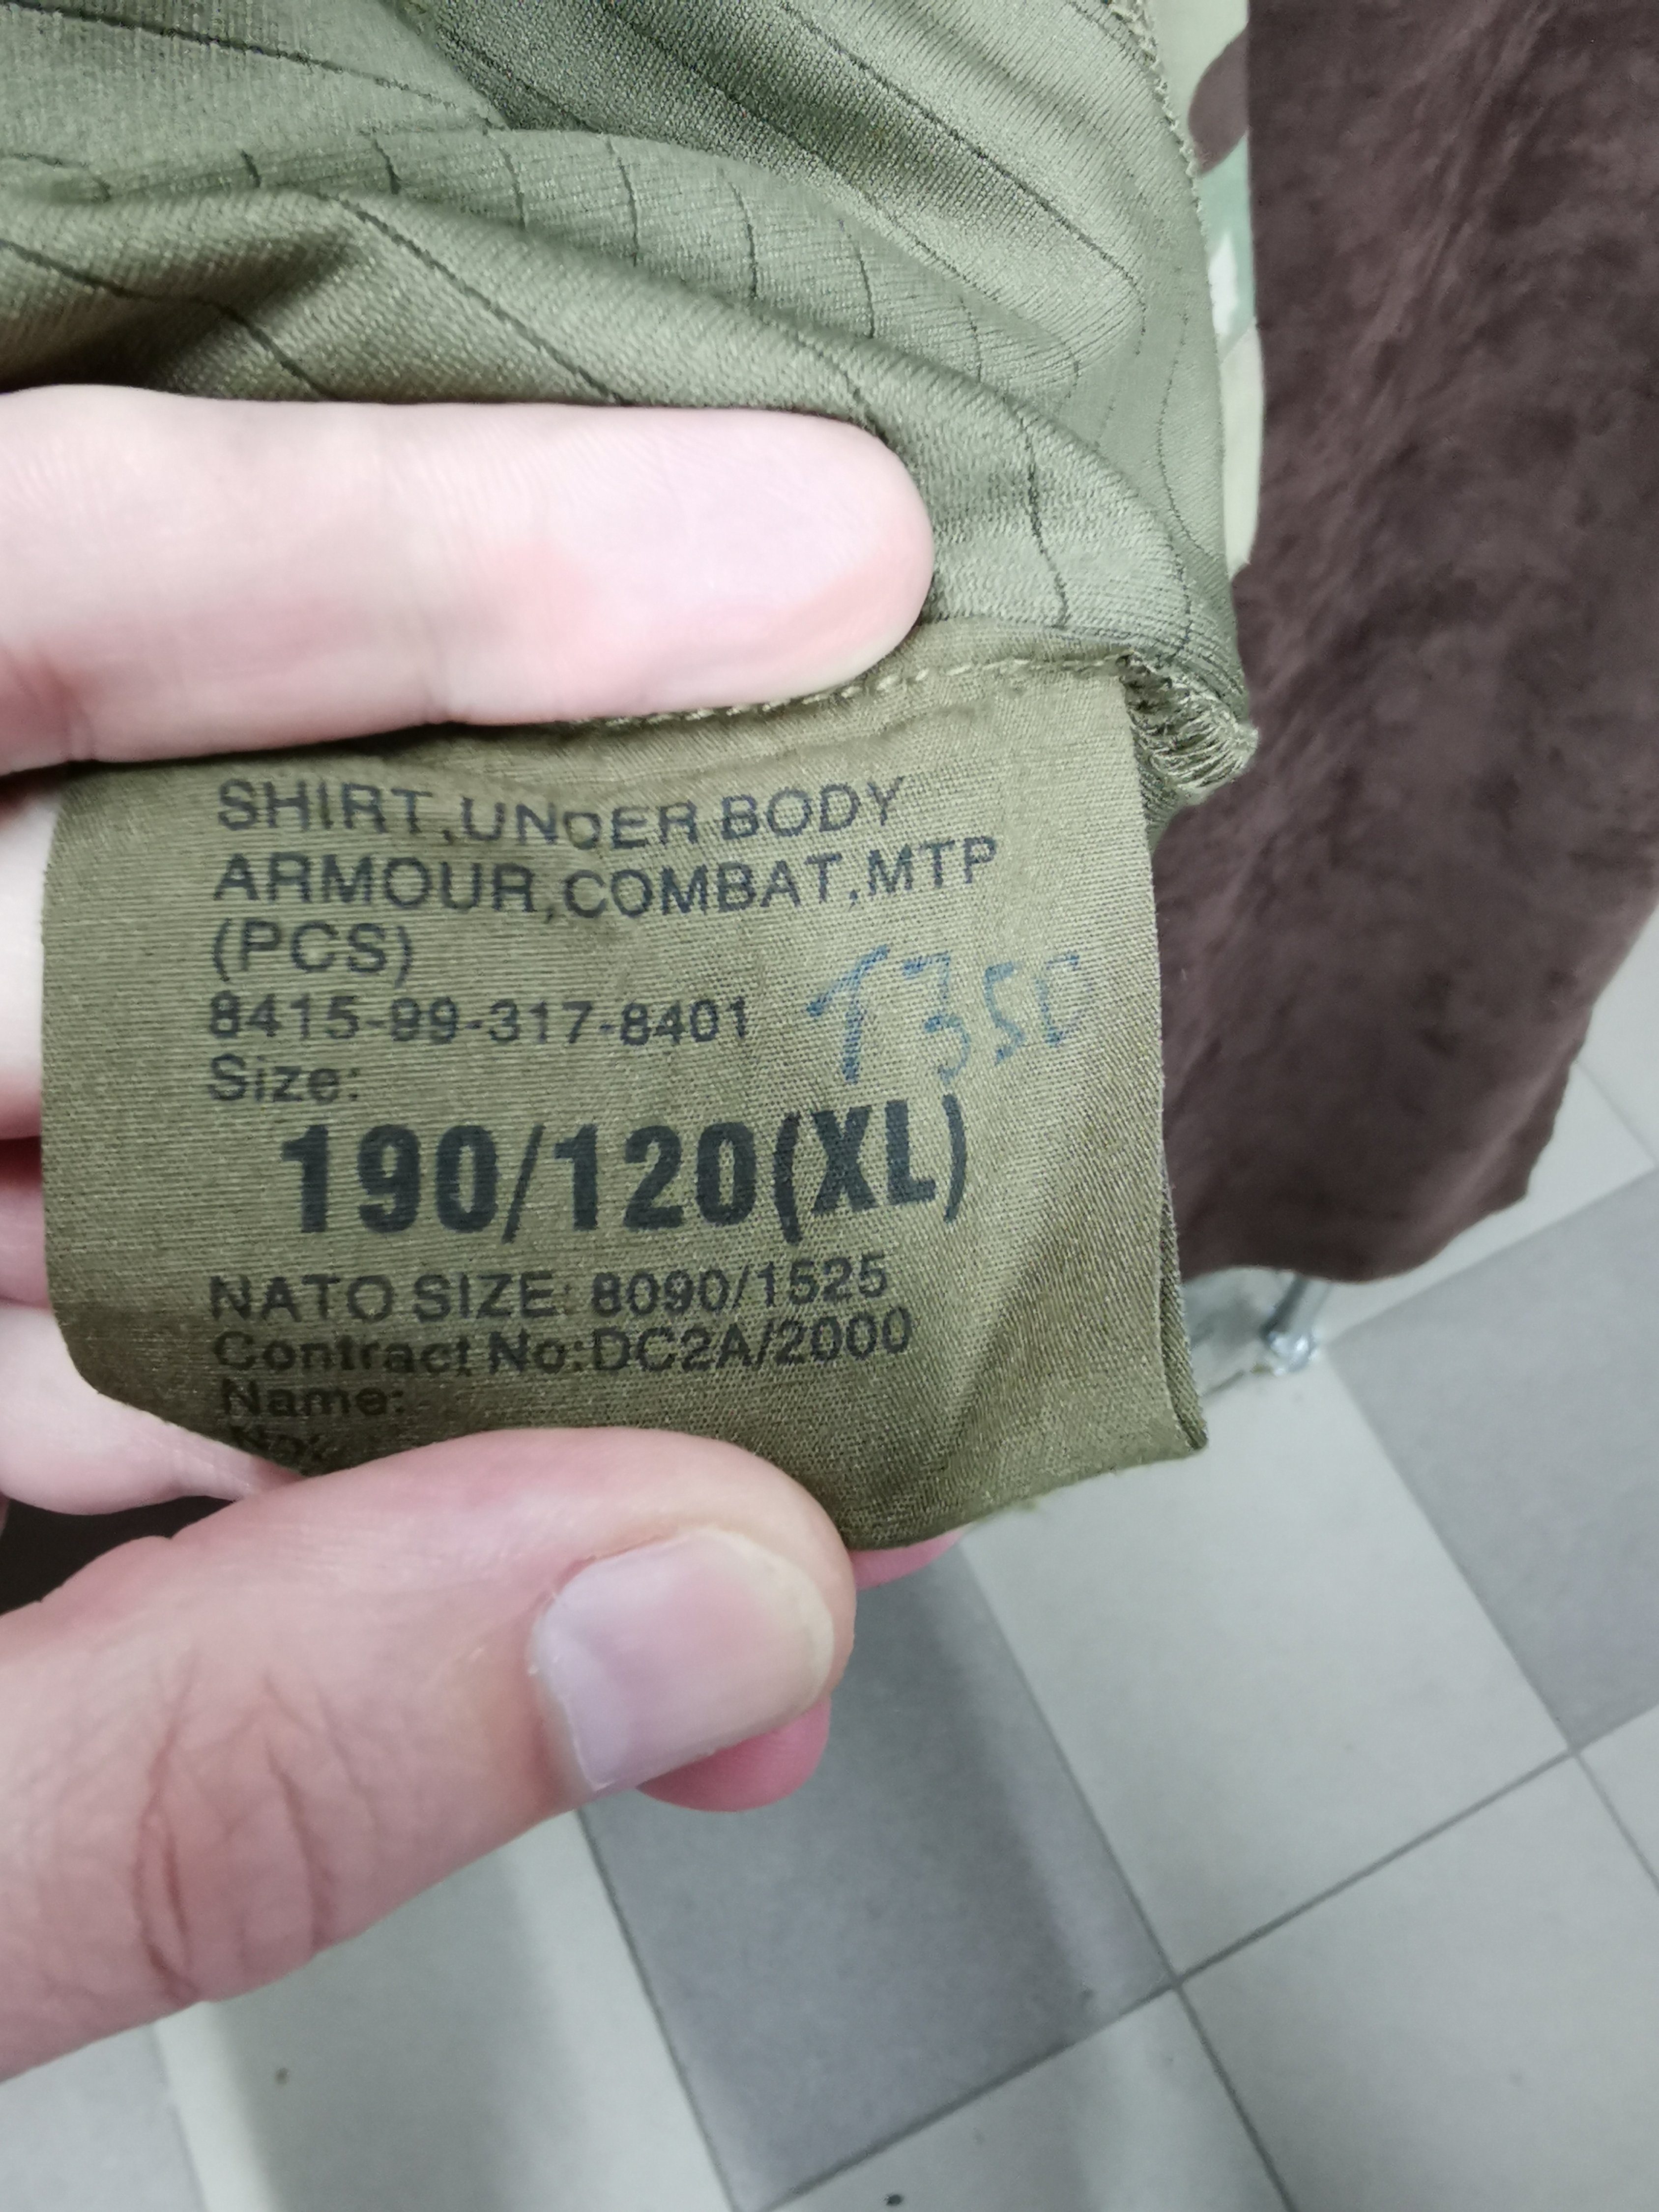 SHIRT,UNDER BODY
ARMOUR,COMBAT,MTP
(PCS)
8415-99-317-8401
T350
Size:
190/120(XL)
NATO SIZE: 8090/1525
Contract No:DC2A/2000
Name: